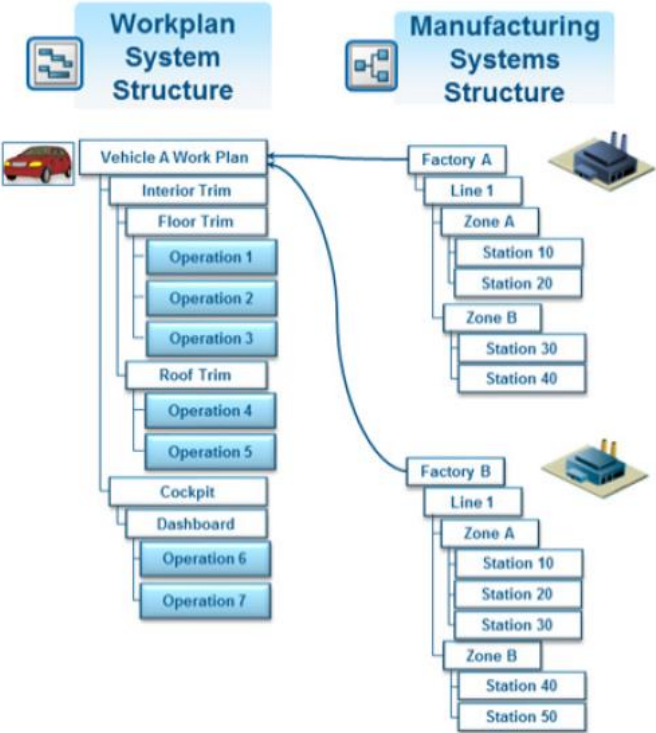 Workplan
System
Structure
Manufacturing
Systems
Structure
Vehicle A Work Plan
Interior Trim
Floor Trim
Operation 1
Operation 2
Operation 3
Roof Trim
Operation 4
Operation 5
Cockpit
Dashboard
Operation 6
Operation 7
Factory A
Line 1
Zone A
Station 10
Station 20
Zone B
Station 30
Station 40
Factory B
Line 1
Zone A
Station 10
Station 20
Station 30
Zone B
Station 40
Station 50